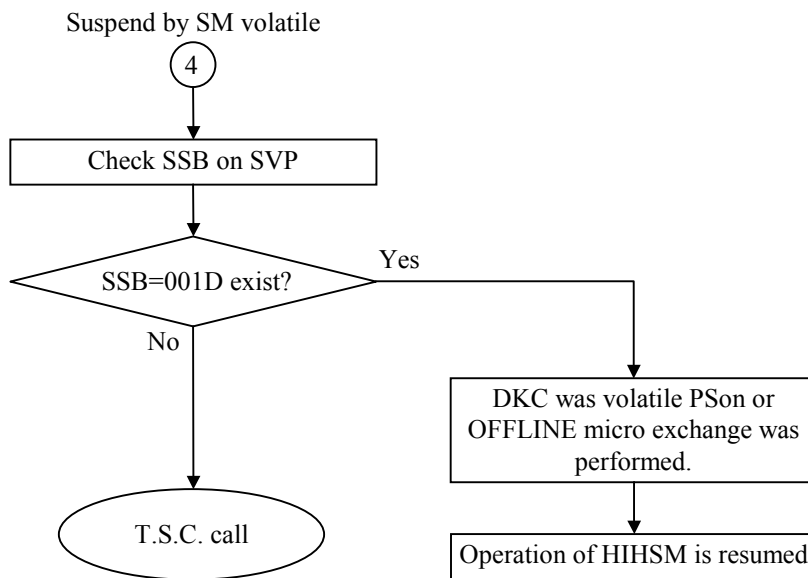 Suspend by SM volatile
4
Check SSB on SVP
SSB=001D exist?
Yes
No
DKC was volatile PSon or
OFFLINE micro exchange was
performed.
T.S.C. call
Operation of HIHSM is resumed